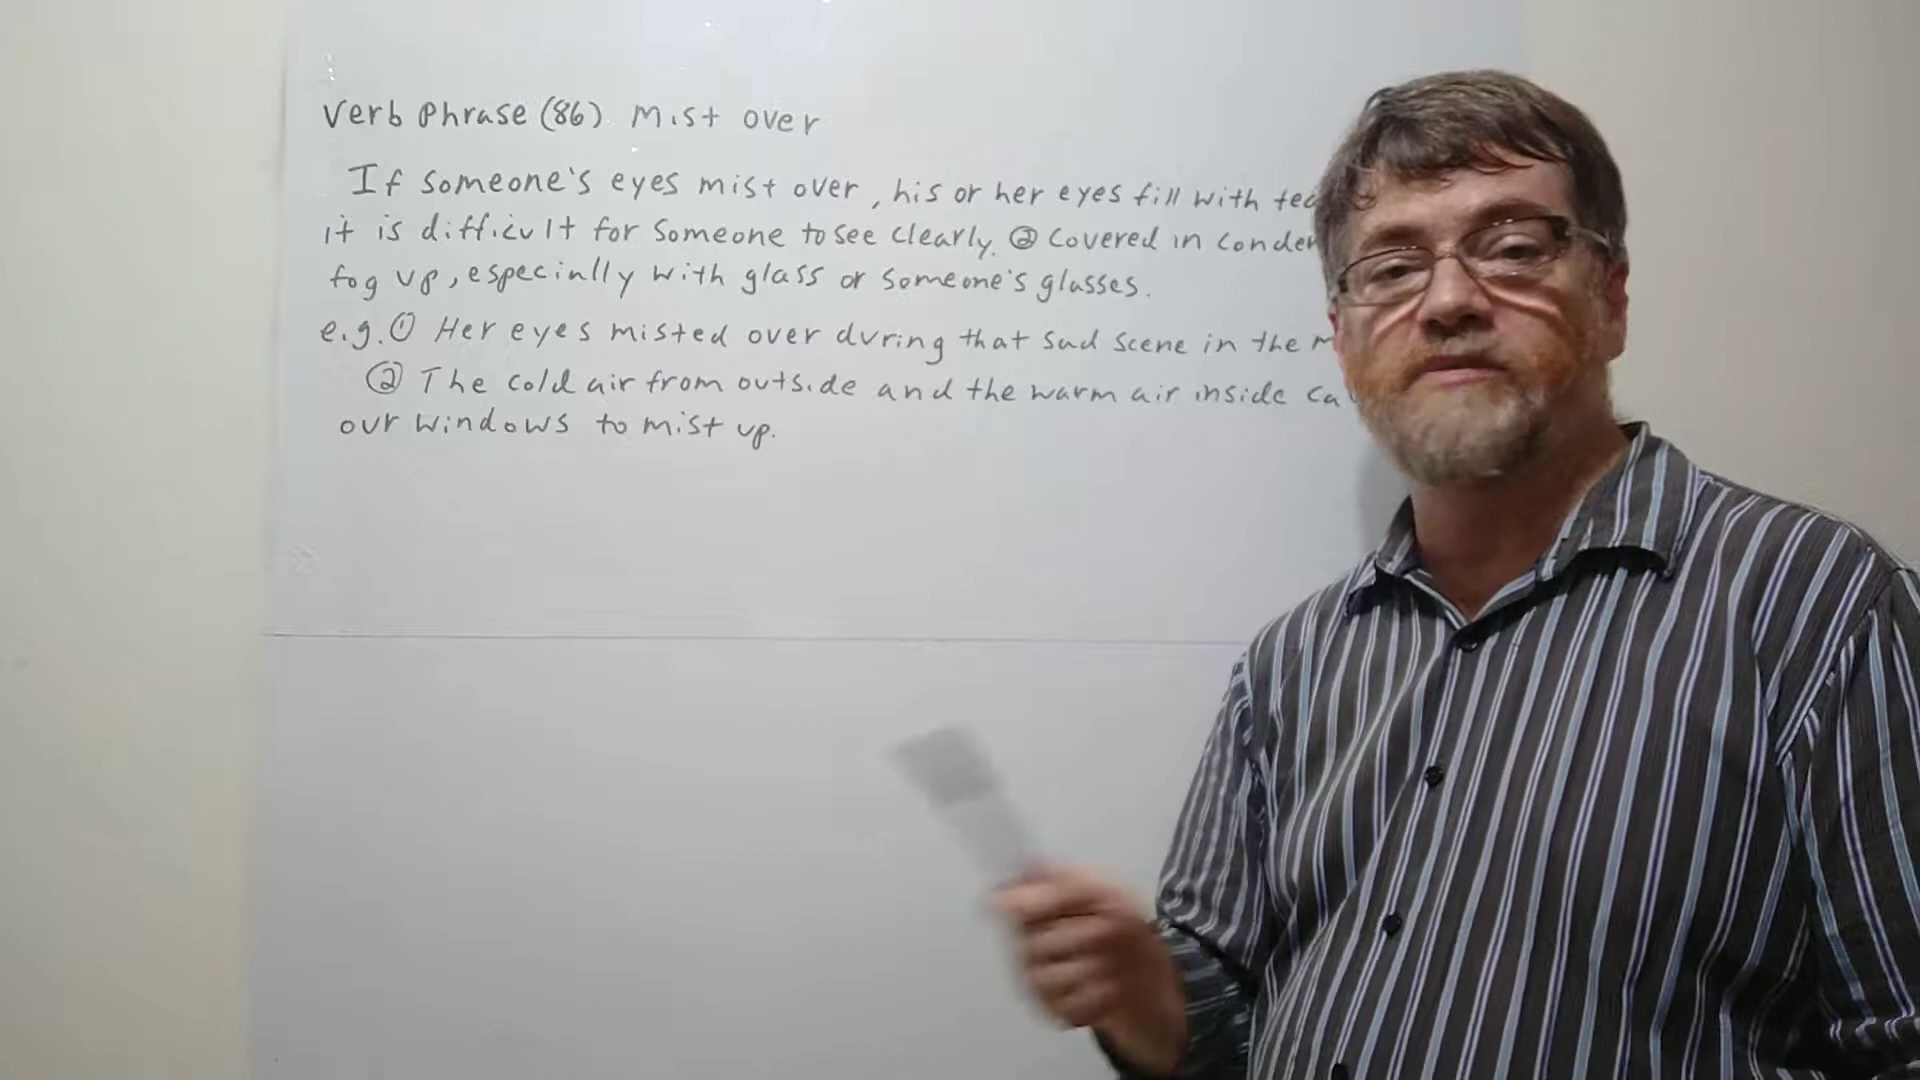 Verb Phrase (86) Mist over
If someone's eyes mist over, his or her eyes fill with
it is difficult for someone to see clearly. ② Covered in
fog up, especially with glass or someone's glasses.
e.g. ① Her eyes misted over during that sad scene in the
② The cold air from outside and the warm air inside
our windows to mist up.